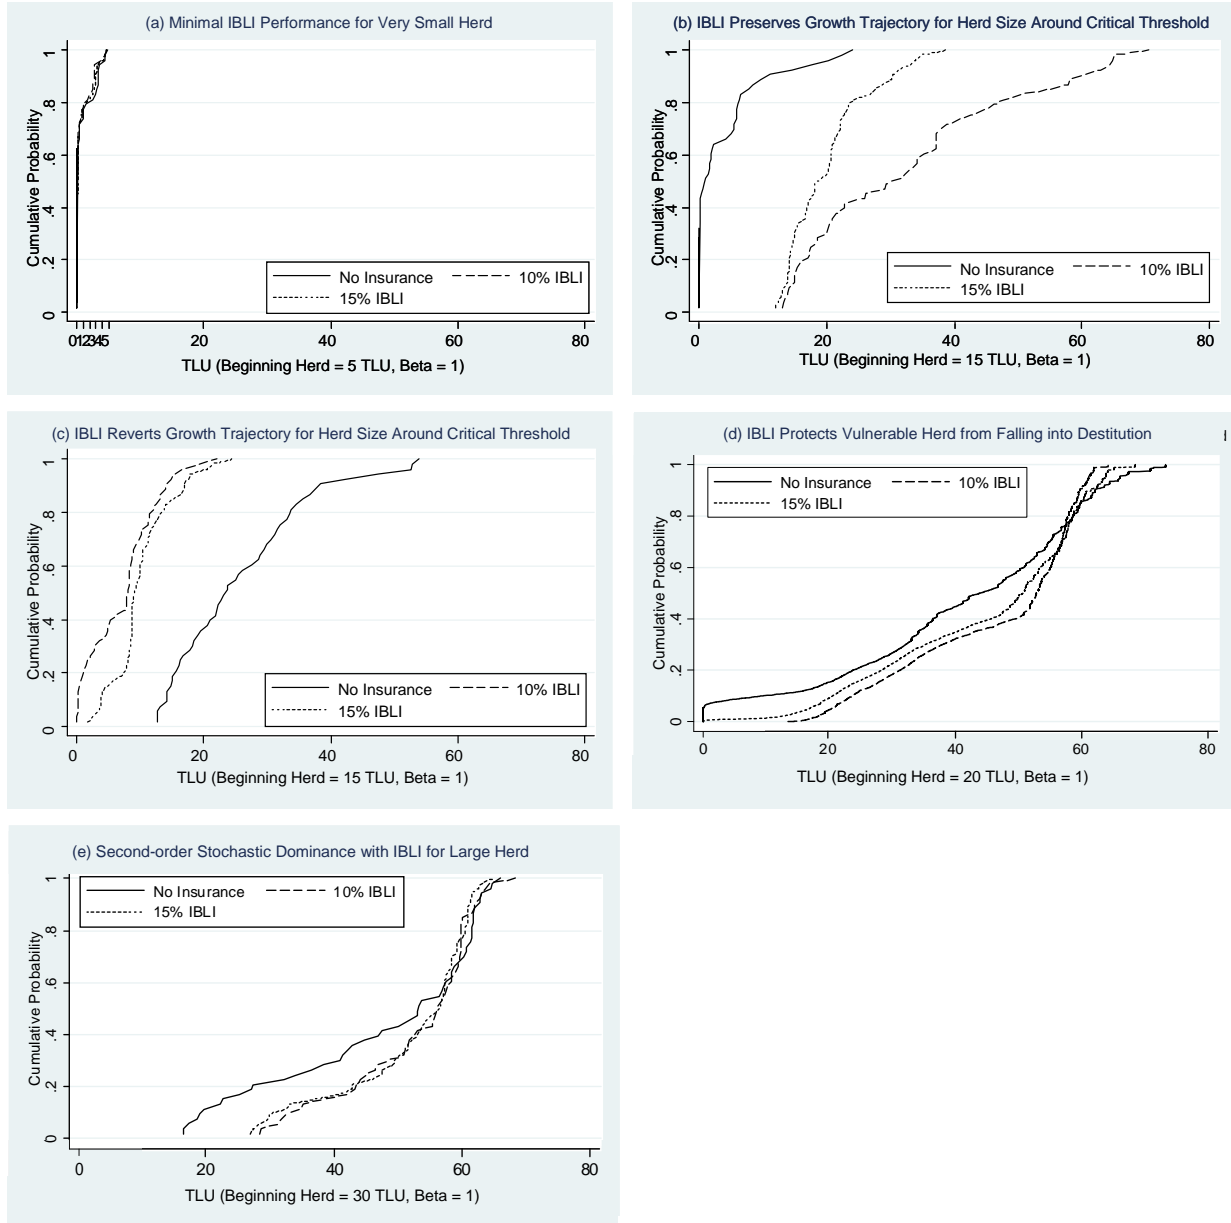 (a) Minimal IBLI Performance for Very Small Herd
Cumulative Probability
0 .2 .4 .6 .8 1
No Insurance 10% IBLI
15% IBLI
0 1 2 3 4 5 20 40 60 80
TLU (Beginning Herd = 5 TLU, Beta = 1)
(b) IBLI Preserves Growth Trajectory for Herd Size Around Critical Threshold
Cumulative Probability
0 .2 .4 .6 .8 1
No Insurance 10% IBLI
15% IBLI
0 20 40 60 80
TLU (Beginning Herd = 15 TLU, Beta = 1)
(c) IBLI Reverts Growth Trajectory for Herd Size Around Critical Threshold
Cumulative Probability
0 .2 .4 .6 .8 1
No Insurance 10% IBLI
15% IBLI
0 20 40 60 80
TLU (Beginning Herd = 15 TLU, Beta = 1)
(d) IBLI Protects Vulnerable Herd from Falling into Destitution
Cumulative Probability
0 .2 .4 .6 .8 1
No Insurance 10% IBLI
15% IBLI
0 20 40 60 80
TLU (Beginning Herd = 20 TLU, Beta = 1)
(e) Second-order Stochastic Dominance with IBLI for Large Herd
Cumulative Probability
0 .2 .4 .6 .8 1
No Insurance 10% IBLI
15% IBLI
0 20 40 60 80
TLU (Beginning Herd = 30 TLU, Beta = 1)